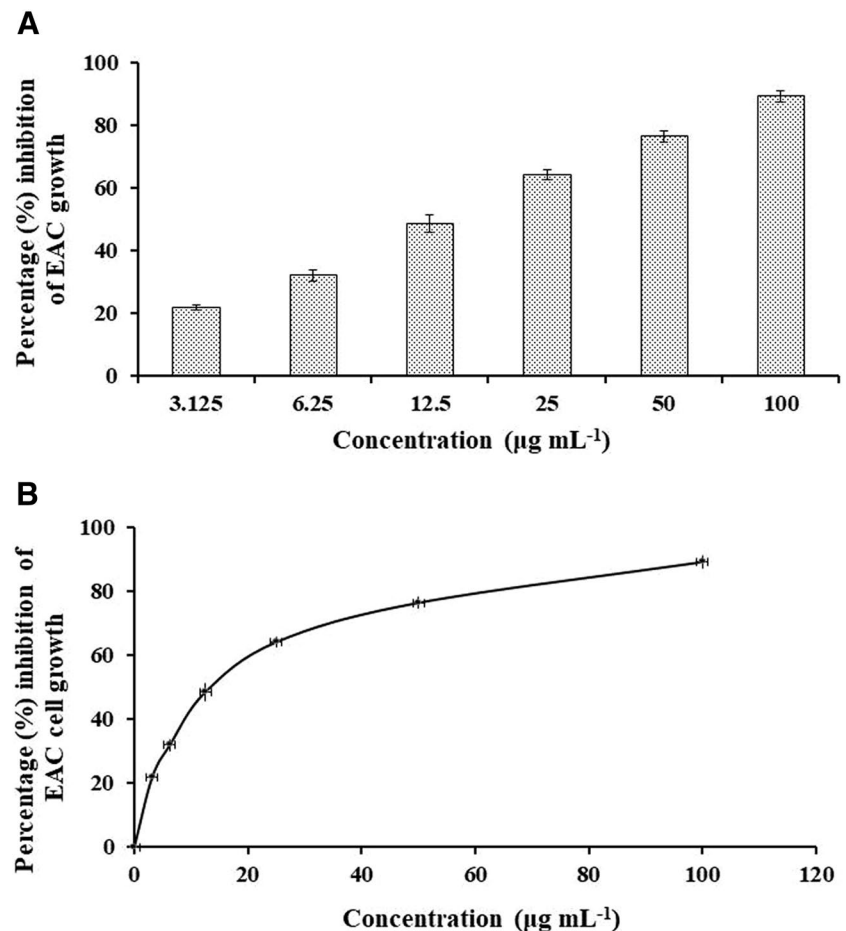 A
Percentage (%) inhibition
of EAC growth
100
80
60
40
20
0
3.125 6.25 12.5 25 50 100
Concentration (µg mL⁻¹)
B
Percentage (%) inhibition of
EAC cell growth
100
80
60
40
20
0
0 20 40 60 80 100 120
Concentration (µg mL⁻¹)